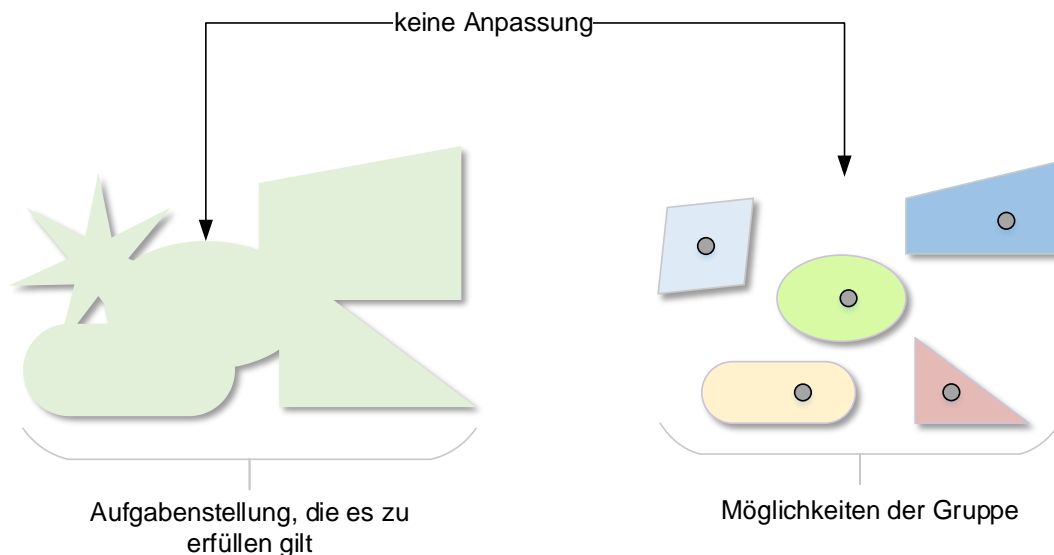 keine Anpassung
Aufgabenstellung, die es zu
erfüllen gilt
Möglichkeiten der Gruppe